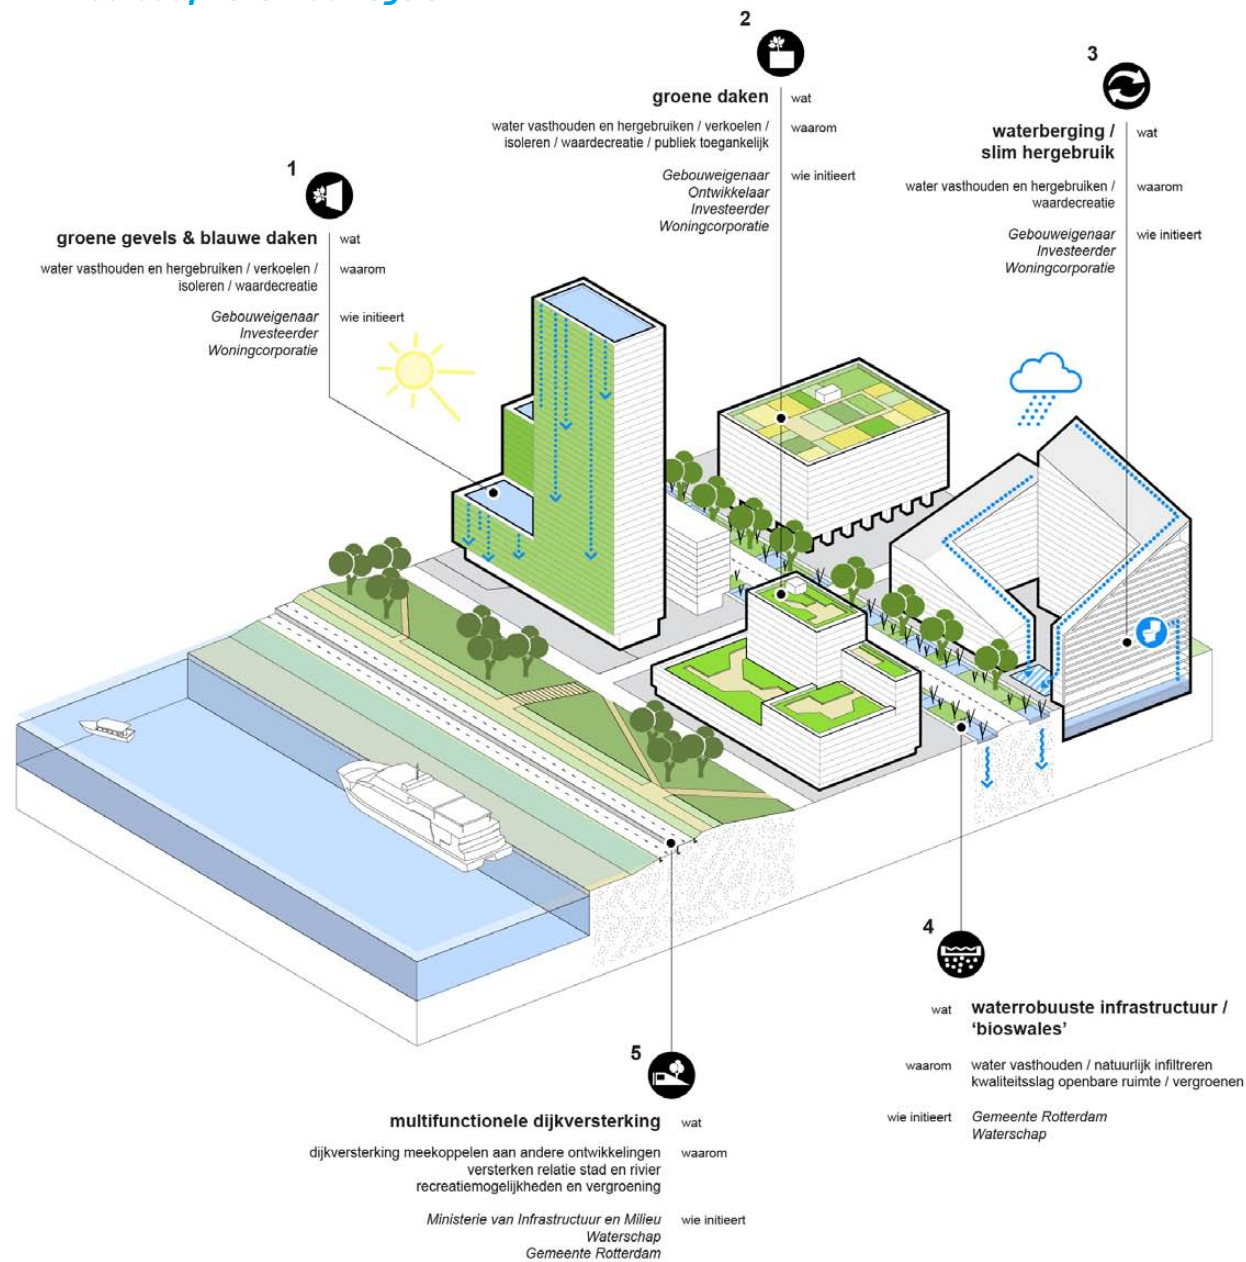 2
groene daken
wat
water vasthouden en hergebruiken / verkoelen /
isoleren / waardecreatie / publiek toegankelijk
waarom
Gebouweigenaar
Ontwikkelaar
Investeerder
Woningcorporatie
wie initieert
3
waterberging /
slim hergebruik
wat
water vasthouden en hergebruiken /
waardecreatie
waarom
Gebouweigenaar
Investeerder
Woningcorporatie
wie initieert
1
groene gevels & blauwe daken
wat
water vasthouden en hergebruiken / verkoelen /
isoleren / waardecreatie
waarom
Gebouweigenaar
Investeerder
Woningcorporatie
wie initieert
4
wat
waterrobuuste infrastructuur /
‘bioswales’
waarom
water vasthouden / natuurlijk infiltreren
kwaliteitsslag openbare ruimte / vergroenen
wie initieert
Gemeente Rotterdam
Waterschap
5
multifunctionele dijkversterking
wat
dijkversterking meekoppelen aan andere ontwikkelingen
versterken relatie stad en rivier
recreatiemogelijkheden en vergroening
waarom
Ministerie van Infrastructuur en Milieu
Waterschap
Gemeente Rotterdam
wie initieert